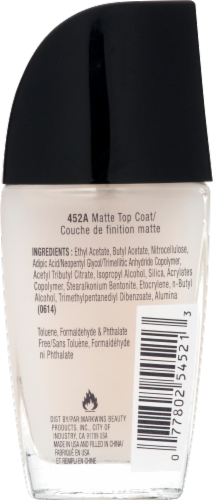 452A Matte Top Coat/
Couche de finition matte
INGREDIENTS: Ethyl Acetate, Butyl Acetate, Nitrocellulose,
Adipic Acid/Neopentyl Glycol/Trimellitic Anhydride Copolymer,
Acetyl Tributyl Citrate, Isopropyl Alcohol, Silica, Acrylates
Copolymer, Stearalkonium Bentonite, Etocrylene, n-Butyl
Alcohol, Trimethylpentanediyl Dibenzoate, Alumina
(0614)
Toluene, Formaldehyde & Phthalate
Free/Sans Toluène, Formaldéhyde
ni Phthalate
DIST BY/PAR MARKWINS BEAUTY
PRODUCTS, INC., CITY OF
INDUSTRY, CA 91789 USA
MADE IN USA AND FILLED IN CHINA/
FABRIQUÉ EN USA
ET REMPLI EN CHINE
0 77802 54521 3